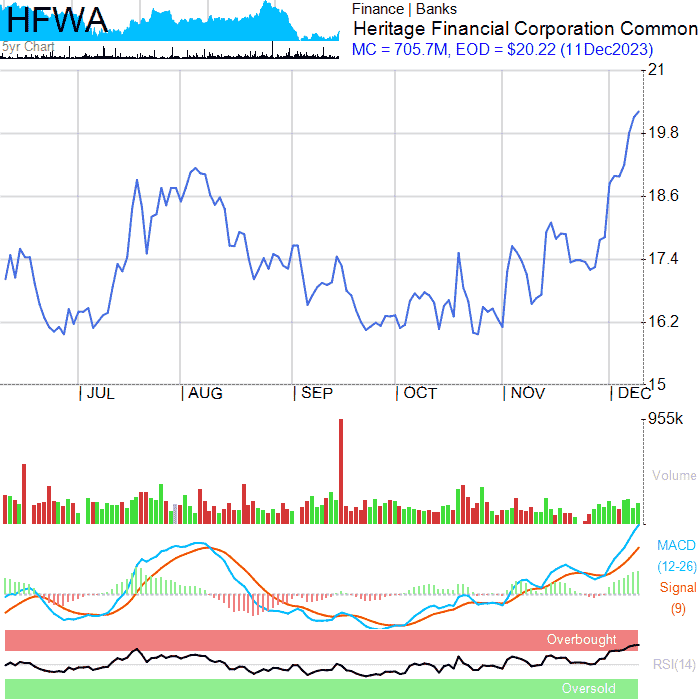 HFWA
5yr Chart
Finance | Banks
Heritage Financial Corporation Common
MC = 705.7M, EOD = $20.22 (11Dec2023)
21
19.8
18.6
17.4
16.2
15
| JUL | AUG | SEP | OCT | NOV | DEC
955k
Volume
MACD
(12-26)
Signal
(9)
Overbought
RSI(14)
Oversold